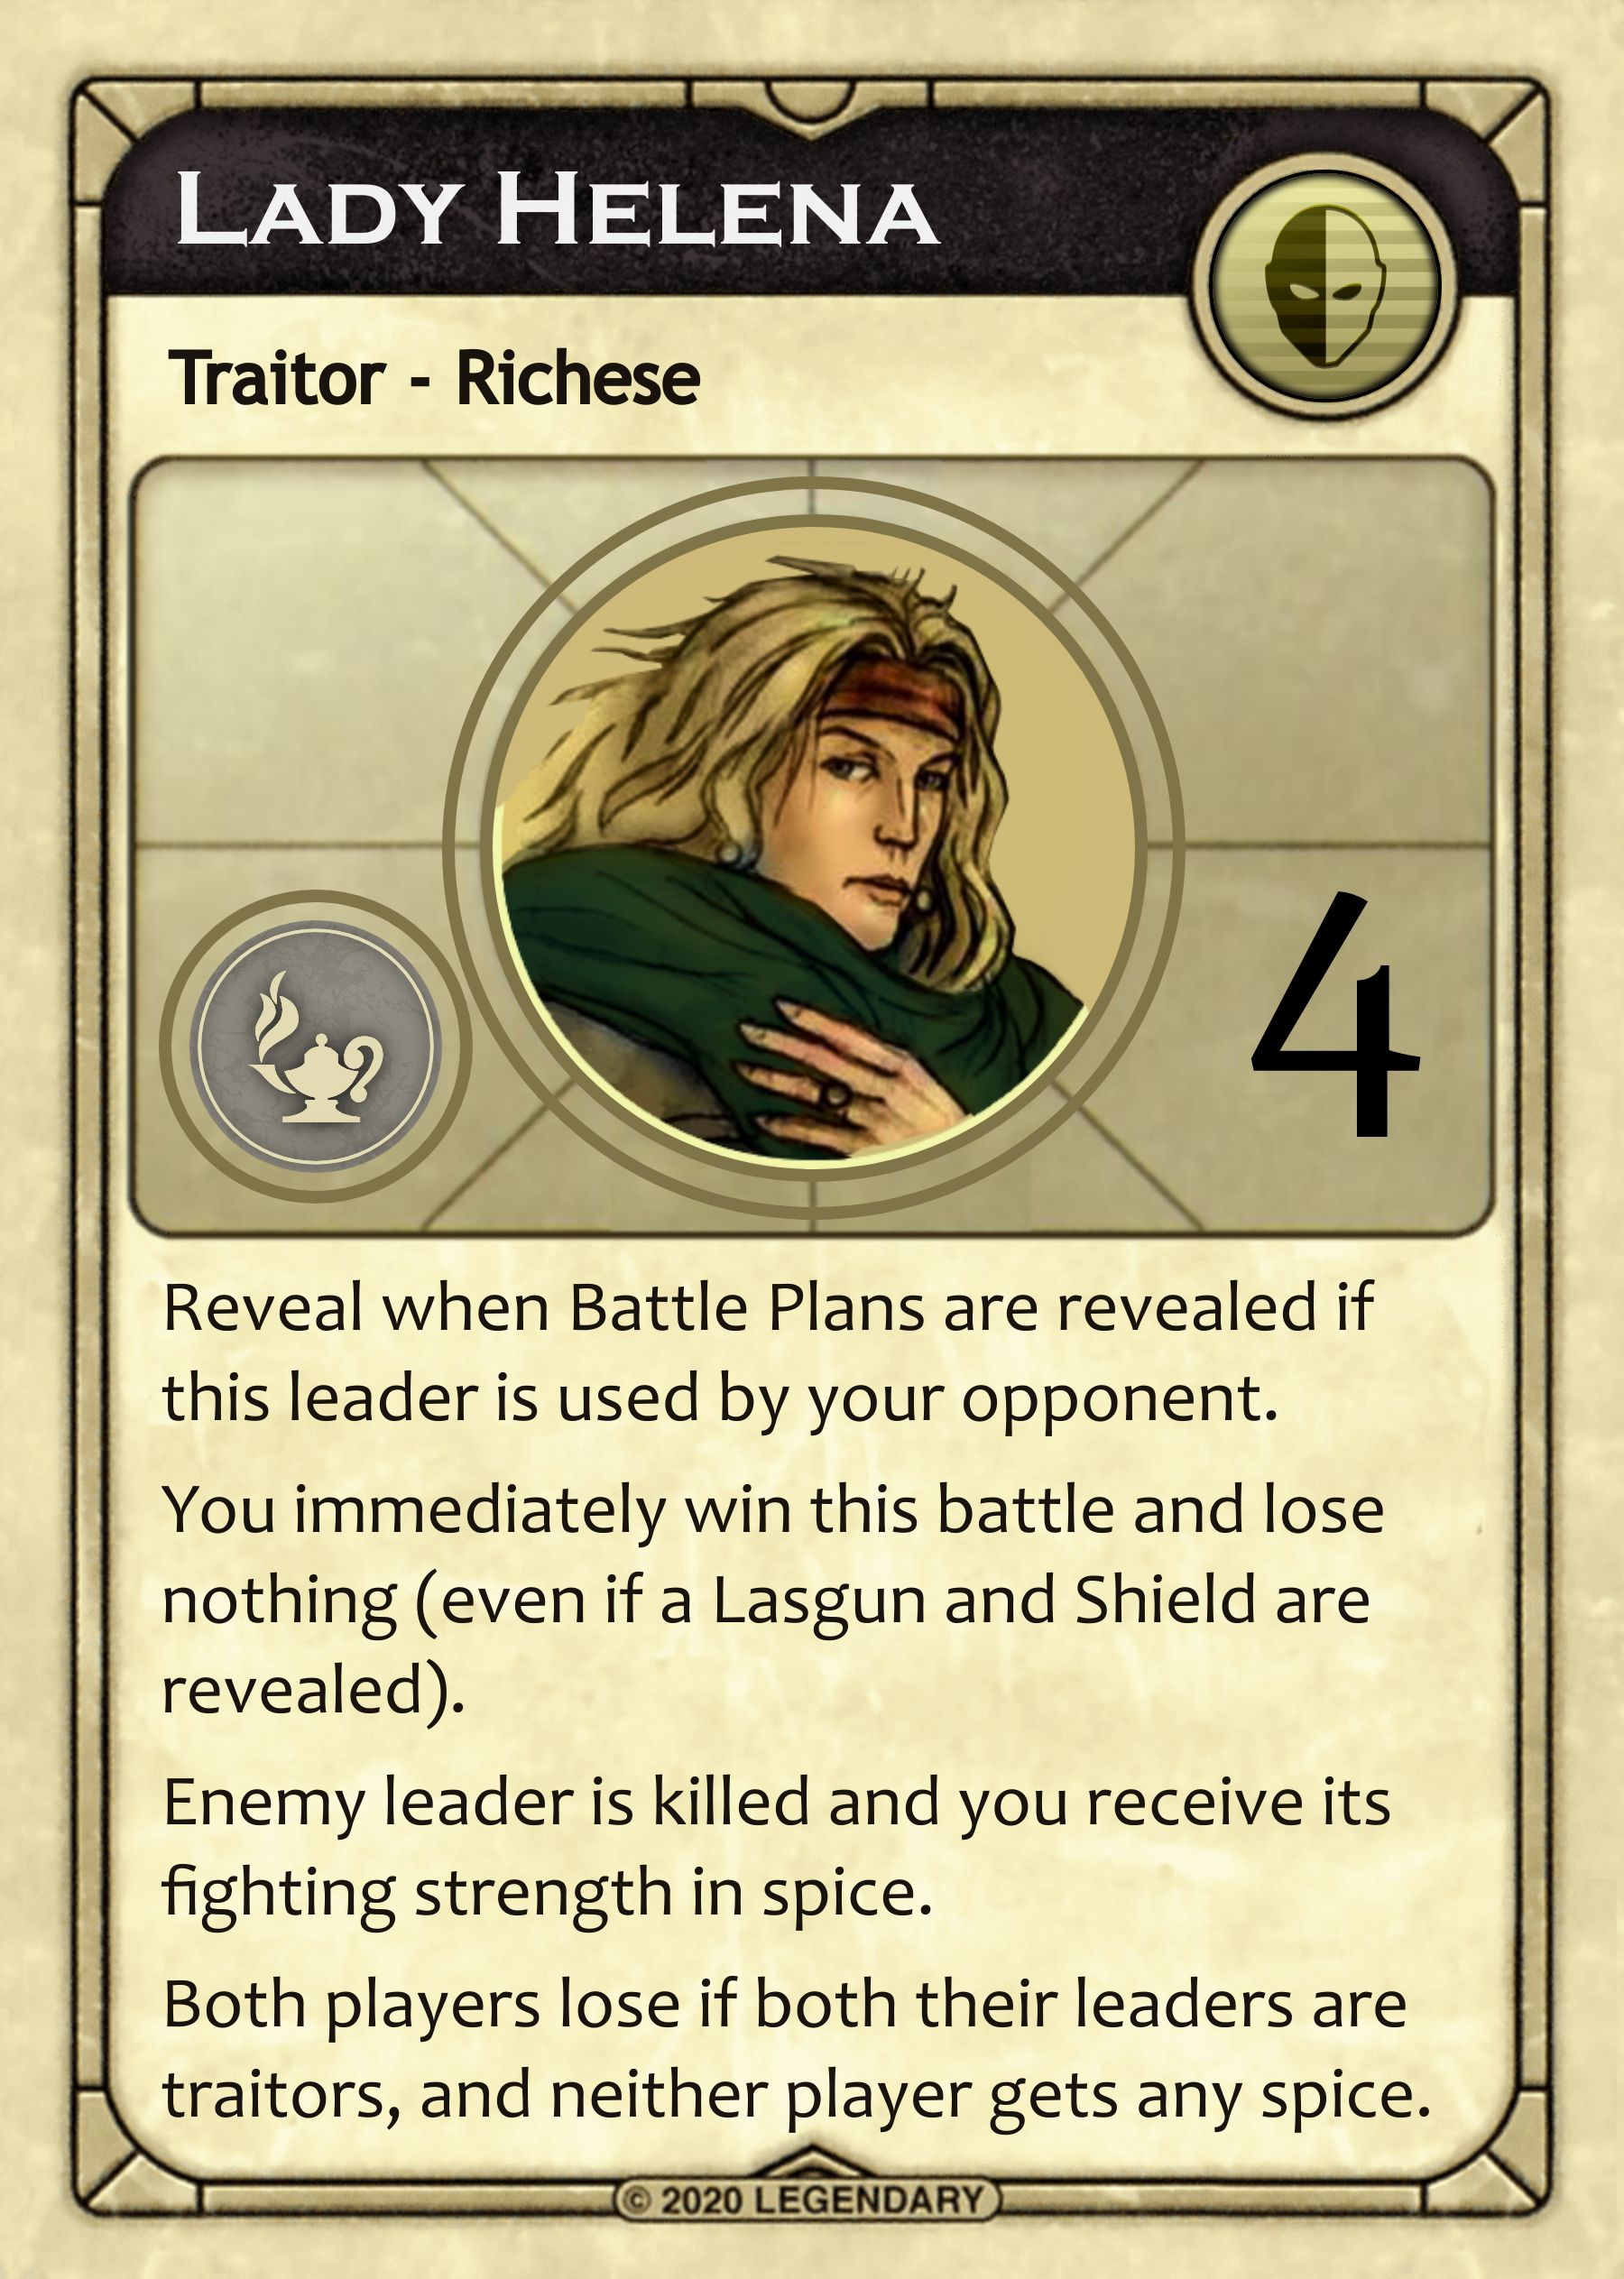 LADY HELENA
Traitor - Richese
4
Reveal when Battle Plans are revealed if
this leader is used by your opponent.
You immediately win this battle and lose
nothing (even if a Lasgun and Shield are
revealed).
Enemy leader is killed and you receive its
fighting strength in spice.
Both players lose if both their leaders are
traitors, and neither player gets any spice.
© 2020 LEGENDARY